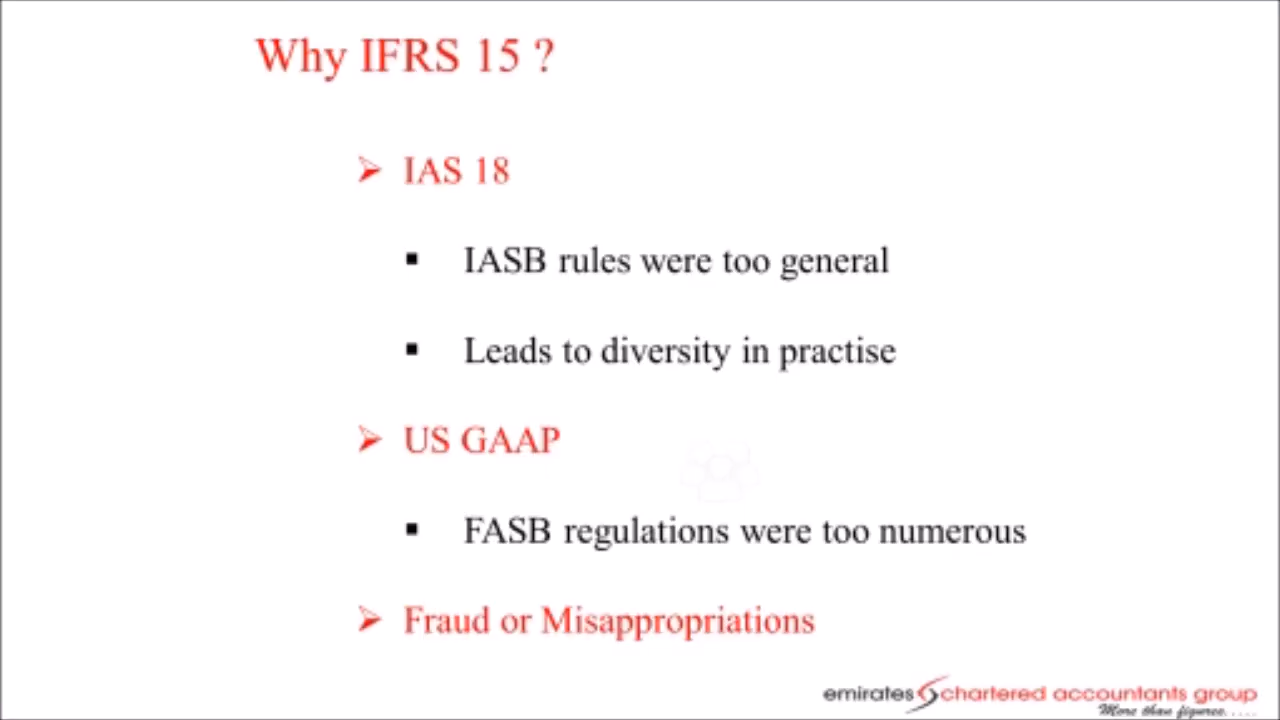 Why IFRS 15 ?
IAS 18
IASB rules were too general
Leads to diversity in practise
US GAAP
FASB regulations were too numerous
Fraud or Misappropriations
emirates chartered accountants group
More than figures.....